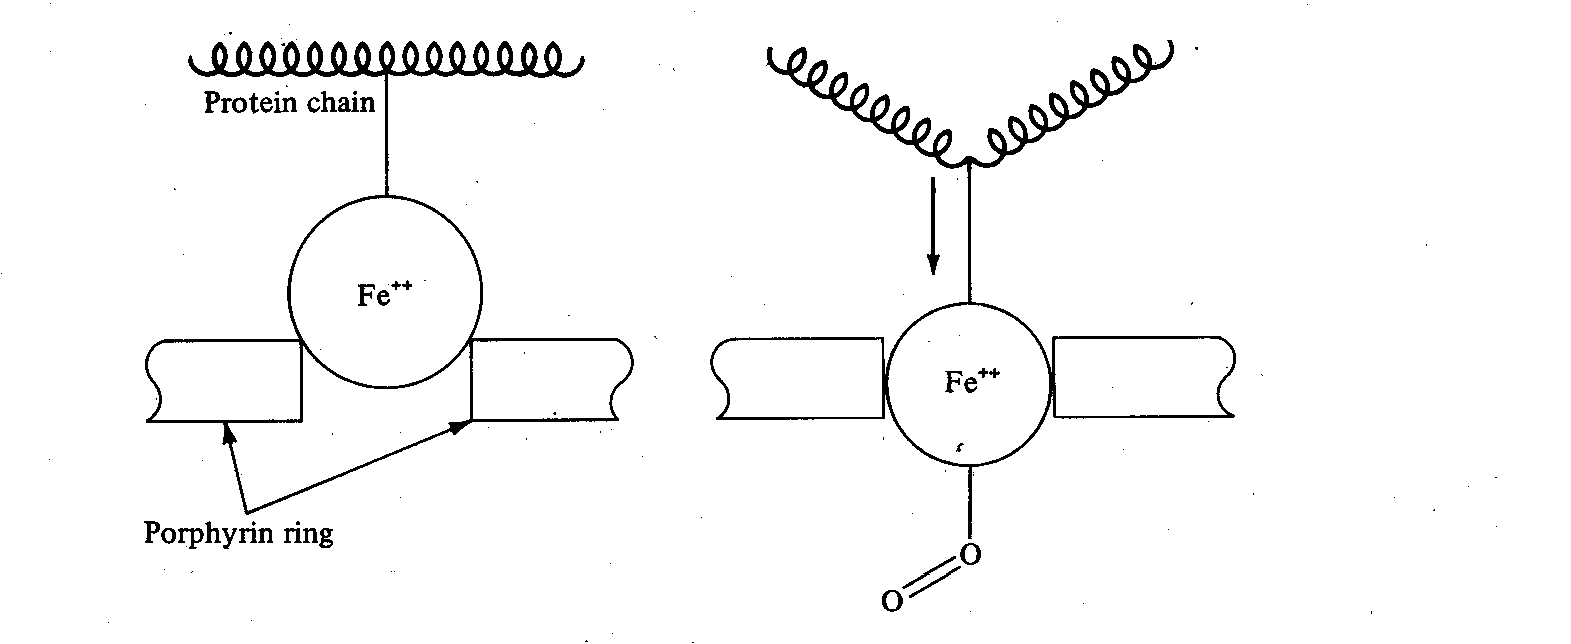 Protein chain
Fe++
Fe++
O
O
Porphyrin ring